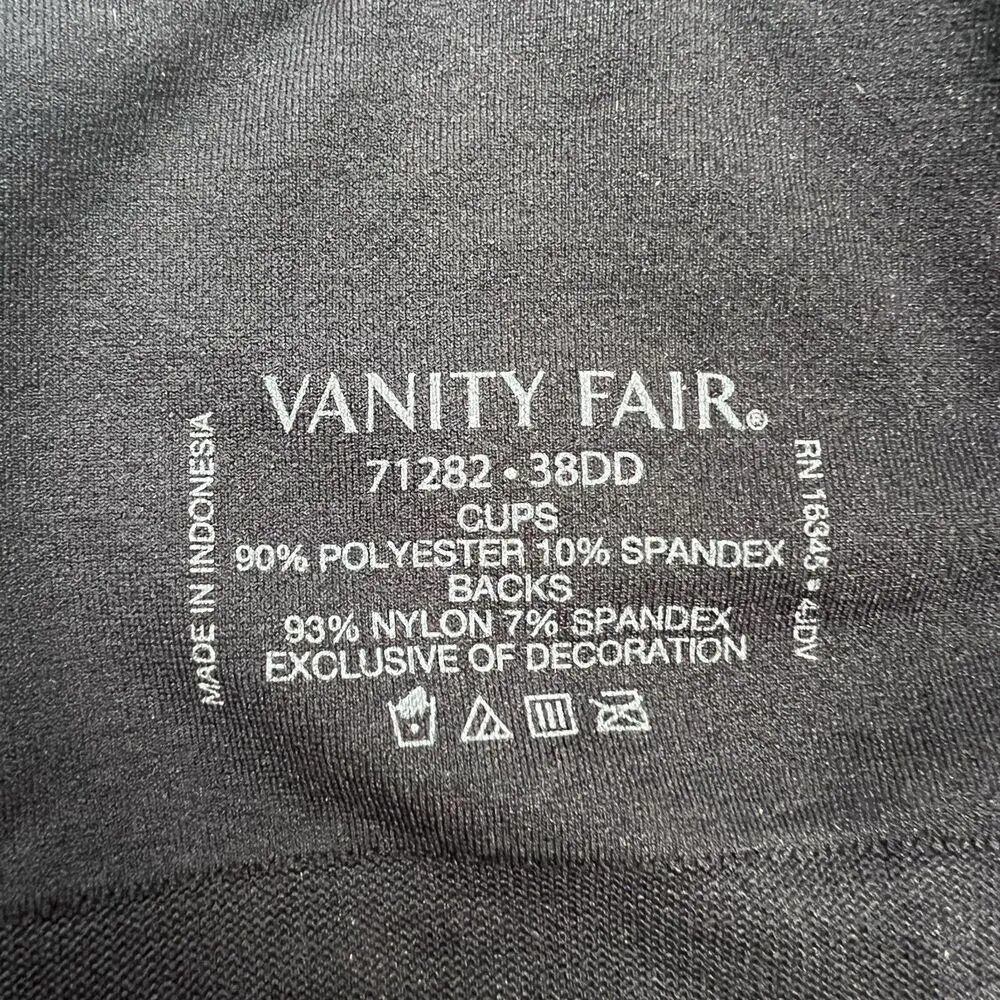 VANITY FAIR®
71282 • 38DD
CUPS
90% POLYESTER 10% SPANDEX
BACKS
93% NYLON 7% SPANDEX
EXCLUSIVE OF DECORATION
MADE IN INDONESIA
RN 16345 • 4JDV